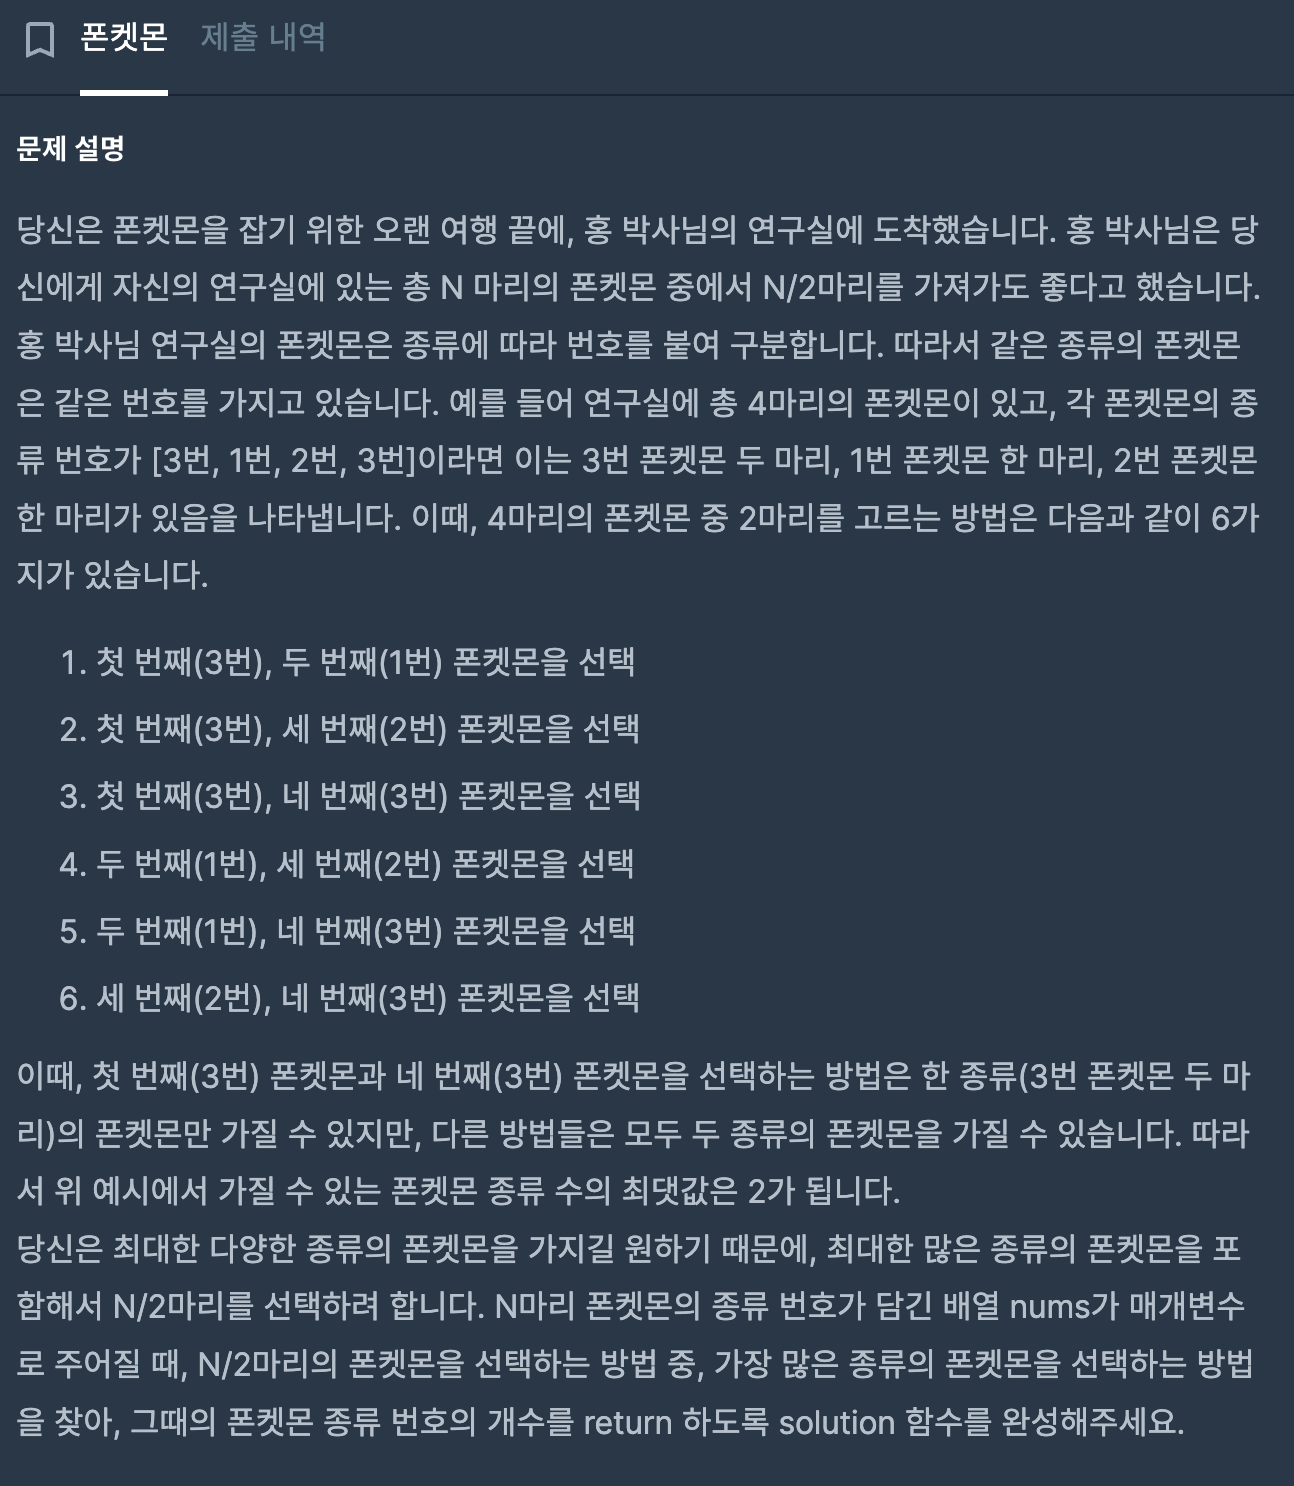 폰켓몬 제출 내역
문제 설명
당신은 폰켓몬을 잡기 위한 오랜 여행 끝에, 홍 박사님의 연구실에 도착했습니다. 홍 박사님은 당
신에게 자신의 연구실에 있는 총 N 마리의 폰켓몬 중에서 N/2마리를 가져가도 좋다고 했습니다.
홍 박사님 연구실의 폰켓몬은 종류에 따라 번호를 붙여 구분합니다. 따라서 같은 종류의 폰켓몬
은 같은 번호를 가지고 있습니다. 예를 들어 연구실에 총 4마리의 폰켓몬이 있고, 각 폰켓몬의 종
류 번호가 [3번, 1번, 2번, 3번]이라면 이는 3번 폰켓몬 두 마리, 1번 폰켓몬 한 마리, 2번 폰켓몬
한 마리가 있음을 나타냅니다. 이때, 4마리의 폰켓몬 중 2마리를 고르는 방법은 다음과 같이 6가
지가 있습니다.
1. 첫 번째(3번), 두 번째(1번) 폰켓몬을 선택
2. 첫 번째(3번), 세 번째(2번) 폰켓몬을 선택
3. 첫 번째(3번), 네 번째(3번) 폰켓몬을 선택
4. 두 번째(1번), 세 번째(2번) 폰켓몬을 선택
5. 두 번째(1번), 네 번째(3번) 폰켓몬을 선택
6. 세 번째(2번), 네 번째(3번) 폰켓몬을 선택
이때, 첫 번째(3번) 폰켓몬과 네 번째(3번) 폰켓몬을 선택하는 방법은 한 종류(3번 폰켓몬 두 마
리)의 폰켓몬만 가질 수 있지만, 다른 방법들은 모두 두 종류의 폰켓몬을 가질 수 있습니다. 따라
서 위 예시에서 가질 수 있는 폰켓몬 종류 수의 최댓값은 2가 됩니다.
당신은 최대한 다양한 종류의 폰켓몬을 가지길 원하기 때문에, 최대한 많은 종류의 폰켓몬을 포
함해서 N/2마리를 선택하려 합니다. N마리 폰켓몬의 종류 번호가 담긴 배열 nums가 매개변수
로 주어질 때, N/2마리의 폰켓몬을 선택하는 방법 중, 가장 많은 종류의 폰켓몬을 선택하는 방법
을 찾아, 그때의 폰켓몬 종류 번호의 개수를 return 하도록 solution 함수를 완성해주세요.